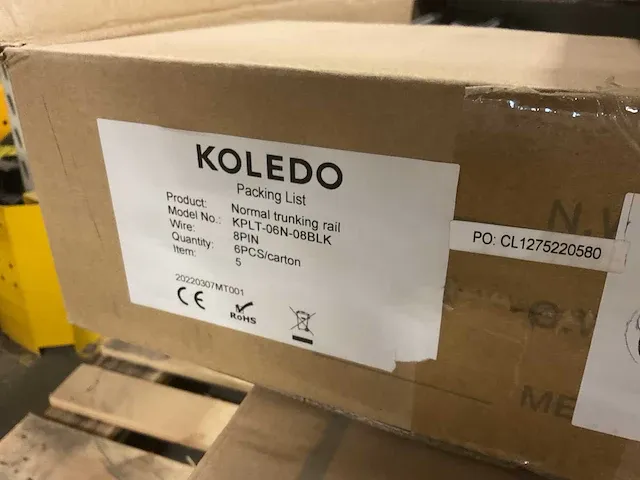 KOLEDO
Packing List
Product: Normal trunking rail
Model No.: KPLT-06N-08BLK
Wire: 8PIN
Quantity: 6PCS/carton
Item: 5
20220307MT001
CE
RoHS
PO: CL1275220580
N.W
G.W
ME